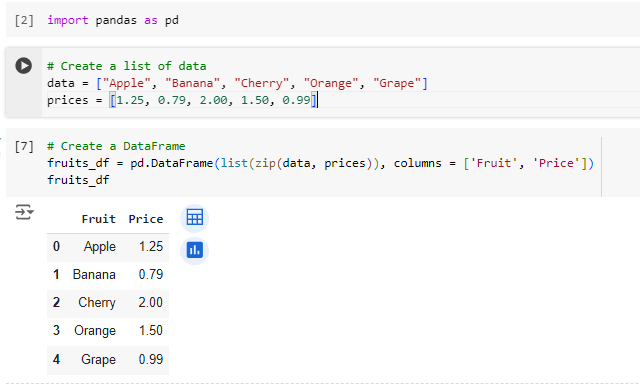 [2] import pandas as pd
# Create a list of data
data = ["Apple", "Banana", "Cherry", "Orange", "Grape"]
prices = [1.25, 0.79, 2.00, 1.50, 0.99]
[7] # Create a DataFrame
fruits_df = pd.DataFrame(list(zip(data, prices)), columns = ['Fruit', 'Price'])
fruits_df
Fruit Price
0 Apple 1.25
1 Banana 0.79
2 Cherry 2.00
3 Orange 1.50
4 Grape 0.99